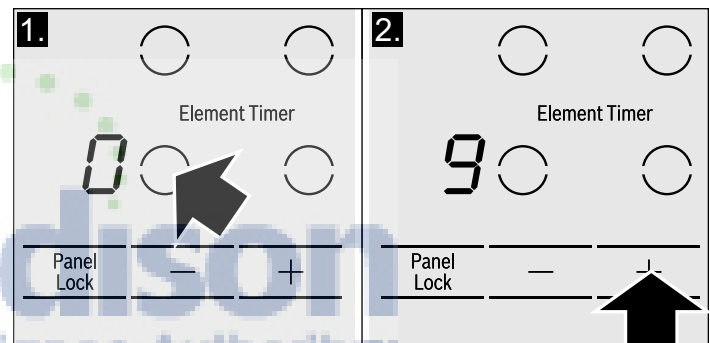 1.
Element Timer
0
Panel
Lock
−
+
2.
Element Timer
9
Panel
Lock
−
+
dison